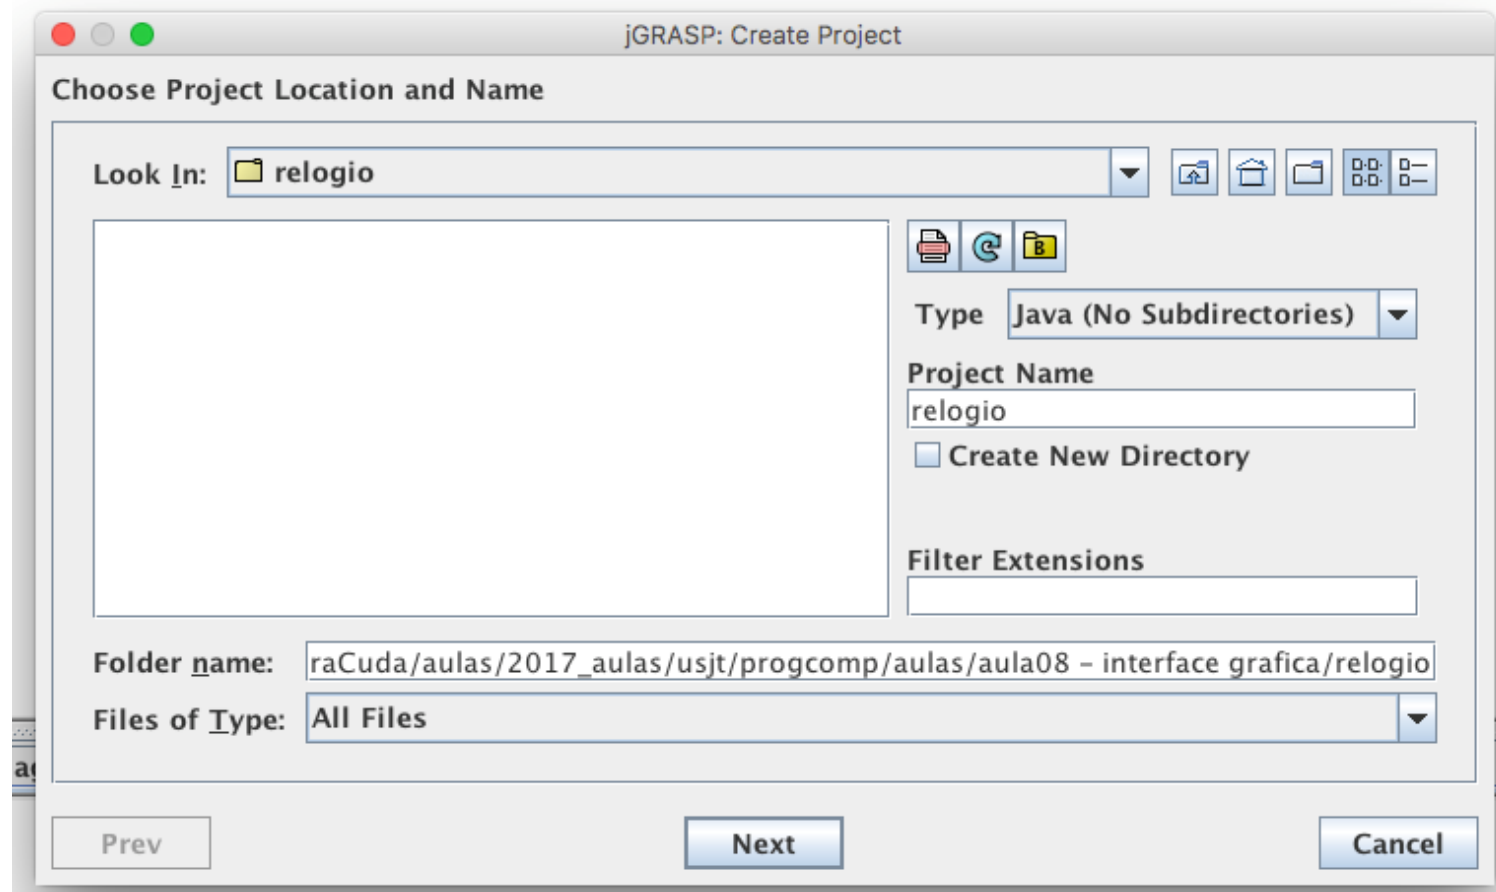 jGRASP: Create Project
Choose Project Location and Name
Look In: relogio
B
Type Java (No Subdirectories)
Project Name
relogio
Create New Directory
Filter Extensions
Folder name: raCuda/aulas/2017_aulas/usjt/progcomp/aulas/aula08 – interface grafica/relogio
Files of Type: All Files
Prev Next Cancel